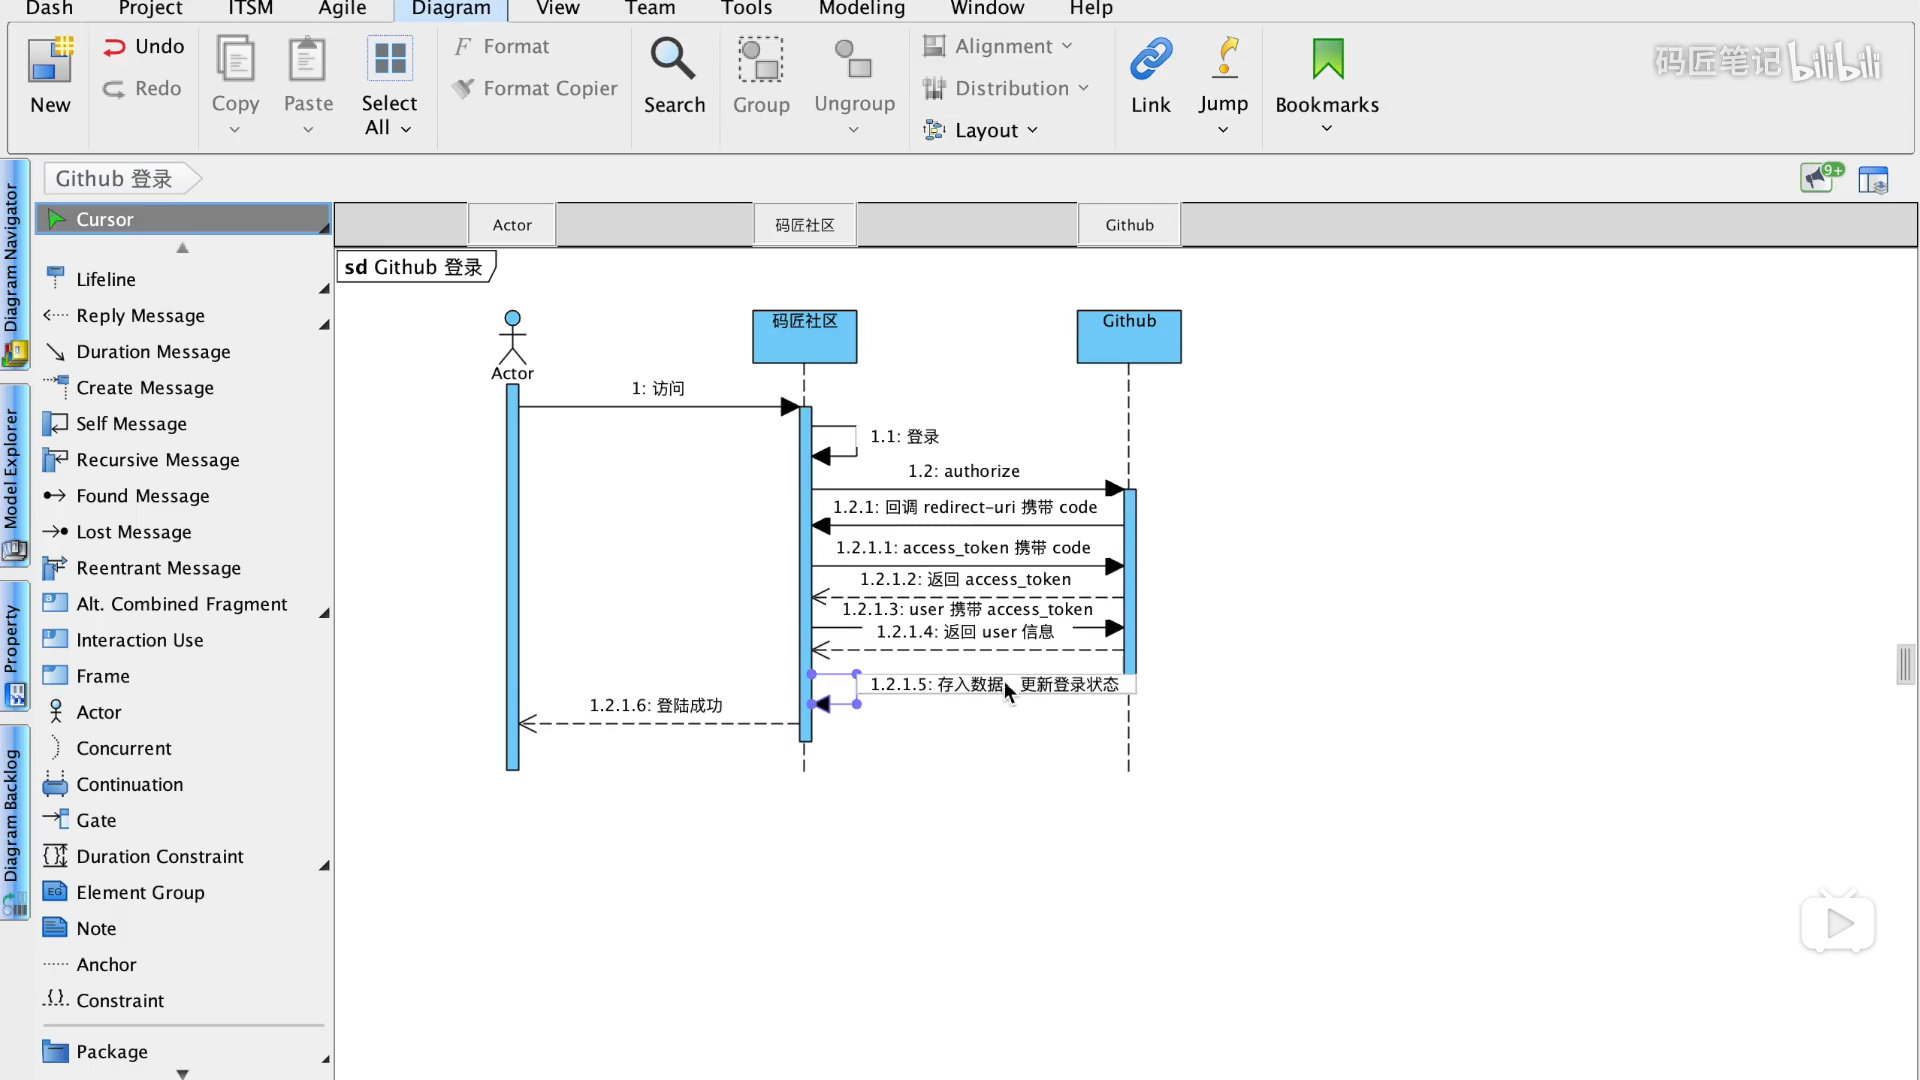 Dash Project ITSM Agile Diagram View Team Tools Modeling Window Help
New
Undo
Redo
Copy
Paste
Select
All
Format
Format Copier
Search
Group
Ungroup
Alignment
Distribution
Layout
Link
Jump
Bookmarks
码匠笔记 bilibili
9+
Github 登录
Diagram Navigator
Model Explorer
Property
Diagram Backlog
Cursor
Lifeline
Reply Message
Duration Message
Create Message
Self Message
Recursive Message
Found Message
Lost Message
Reentrant Message
Alt. Combined Fragment
Interaction Use
Frame
Actor
Concurrent
Continuation
Gate
Duration Constraint
EG
Element Group
Note
Anchor
Constraint
Package
Actor 码匠社区 Github
sd Github 登录
码匠社区 Github
Actor
1: 访问
1.1: 登录
1.2: authorize
1.2.1: 回调 redirect-uri 携带 code
1.2.1.1: access_token 携带 code
1.2.1.2: 返回 access_token
1.2.1.3: user 携带 access_token
1.2.1.4: 返回 user 信息
1.2.1.5: 存入数据 更新登录状态
1.2.1.6: 登陆成功